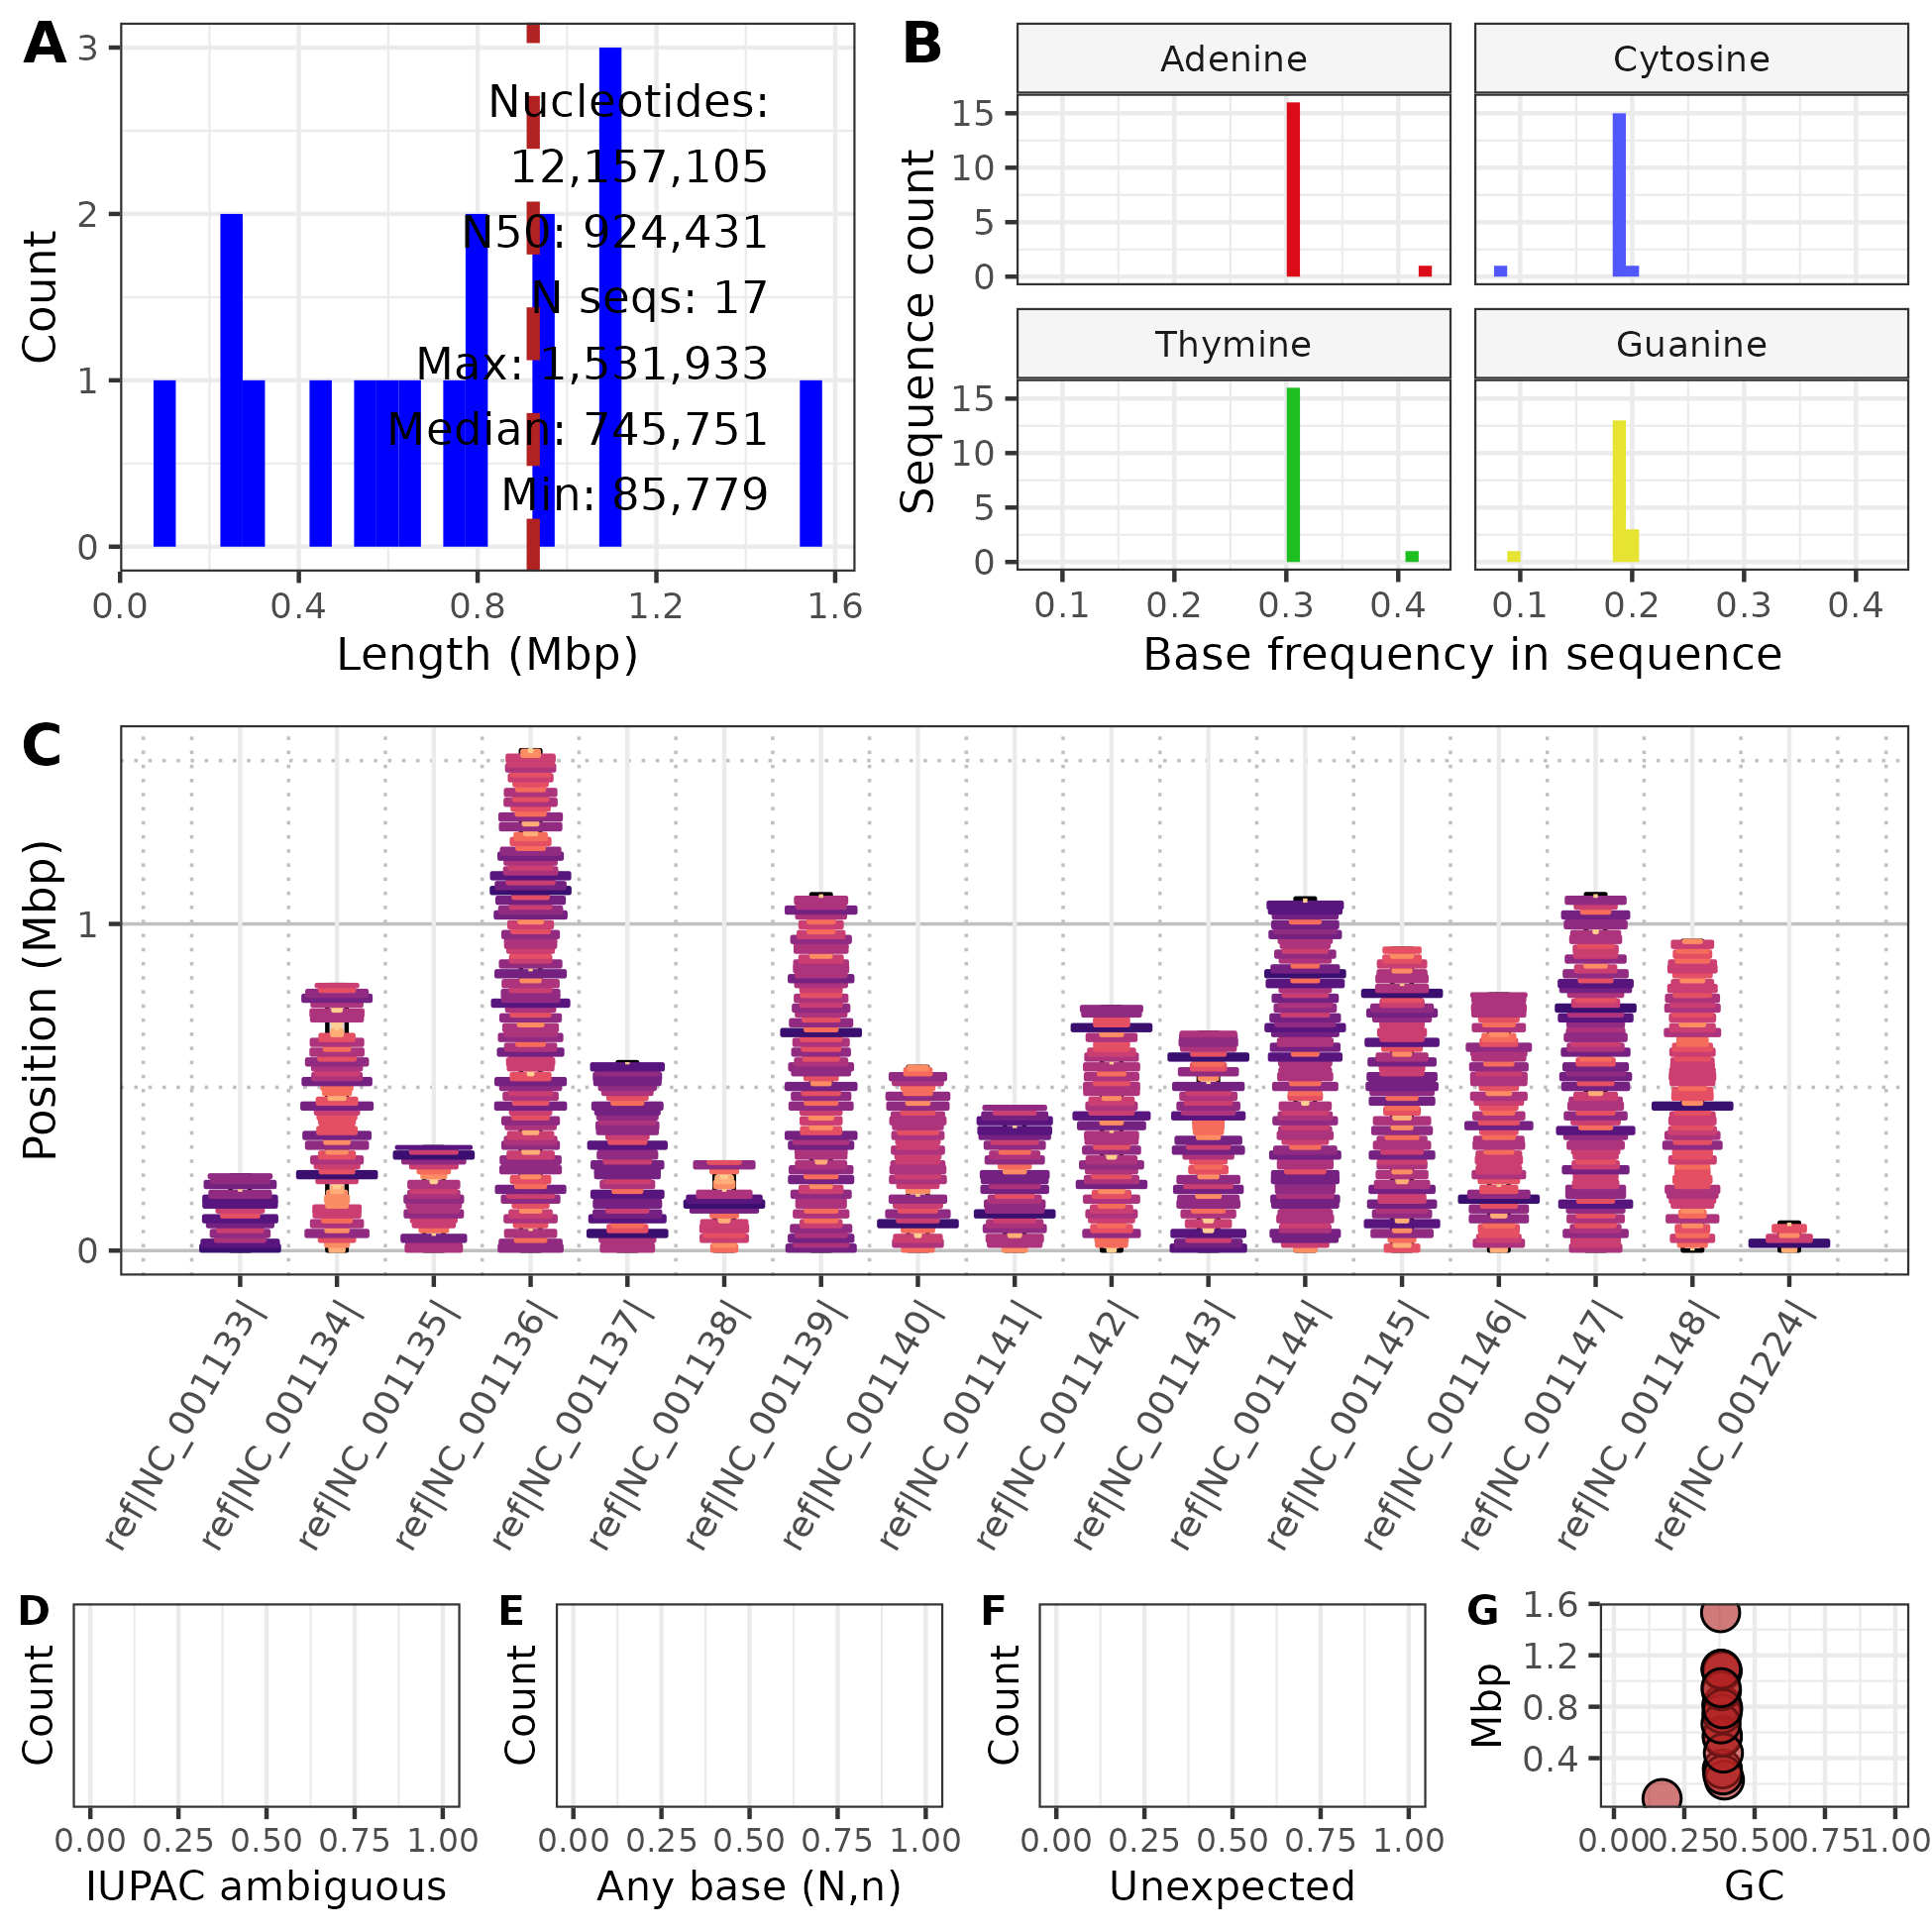 A
3
2
1
0
Count
Nucleotides:
12,157,105
N50: 924,431
N seqs: 17
Max: 1,531,933
Median: 745,751
Min: 85,779
0.0 0.4 0.8 1.2 1.6
Length (Mbp)
B
Adenine Cytosine
15
10
5
0
Sequence count
Thymine Guanine
15
10
5
0
0.1 0.2 0.3 0.4 0.1 0.2 0.3 0.4
Base frequency in sequence
C
1
0
Position (Mbp)
ref|NC_001133|
ref|NC_001134|
ref|NC_001135|
ref|NC_001136|
ref|NC_001137|
ref|NC_001138|
ref|NC_001139|
ref|NC_001140|
ref|NC_001141|
ref|NC_001142|
ref|NC_001143|
ref|NC_001144|
ref|NC_001145|
ref|NC_001146|
ref|NC_001147|
ref|NC_001148|
ref|NC_001224|
D
Count
0.00 0.25 0.50 0.75 1.00
IUPAC ambiguous
E
Count
0.00 0.25 0.50 0.75 1.00
Any base (N,n)
F
Count
0.00 0.25 0.50 0.75 1.00
Unexpected
G
1.6
1.2
0.8
0.4
Mbp
0.00 0.25 0.50 0.75 1.00
GC